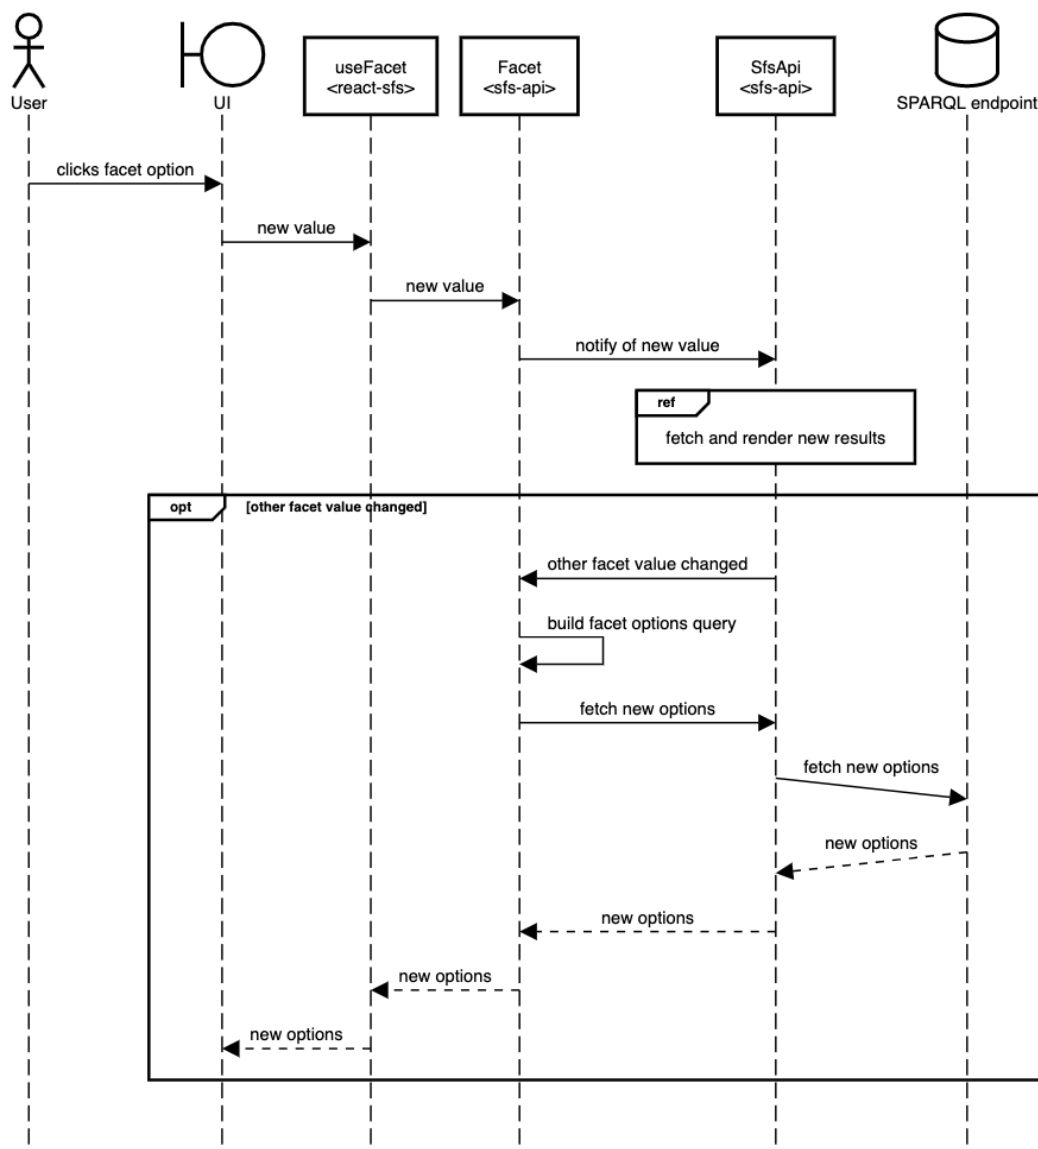 User
UI
useFacet
<react-sfs>
Facet
<sfs-api>
SfsApi
<sfs-api>
SPARQL endpoint
clicks facet option
new value
new value
notify of new value
ref
fetch and render new results
opt
[other facet value changed]
other facet value changed
build facet options query
fetch new options
fetch new options
new options
new options
new options
new options